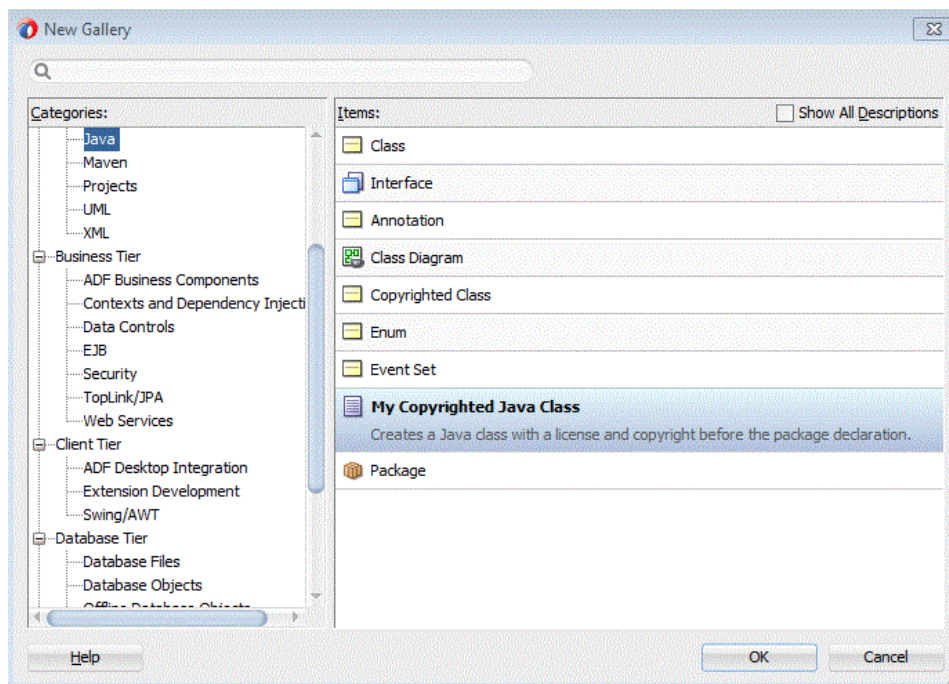 New Gallery
Categories:
Java
Maven
Projects
UML
XML
Business Tier
ADF Business Components
Contexts and Dependency Injecti
Data Controls
EJB
Security
TopLink/JPA
Web Services
Client Tier
ADF Desktop Integration
Extension Development
Swing/AWT
Database Tier
Database Files
Database Objects
Offline Database Objects
Items:
Show All Descriptions
Class
Interface
Annotation
Class Diagram
Copyrighted Class
Enum
Event Set
My Copyrighted Java Class
Creates a Java class with a license and copyright before the package declaration.
Package
Help
OK
Cancel